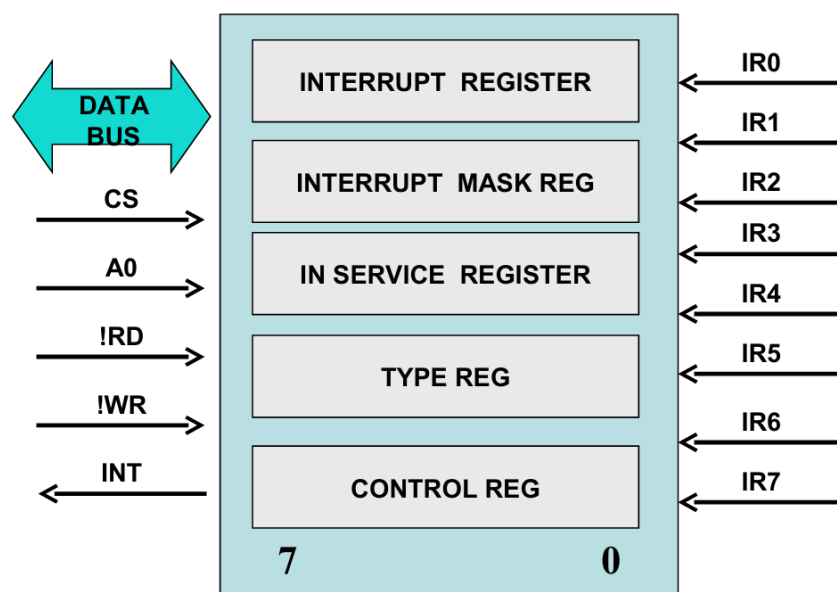 DATA
BUS
CS
A0
!RD
!WR
INT
INTERRUPT REGISTER
INTERRUPT MASK REG
IN SERVICE REGISTER
TYPE REG
CONTROL REG
7 0
IR0
IR1
IR2
IR3
IR4
IR5
IR6
IR7